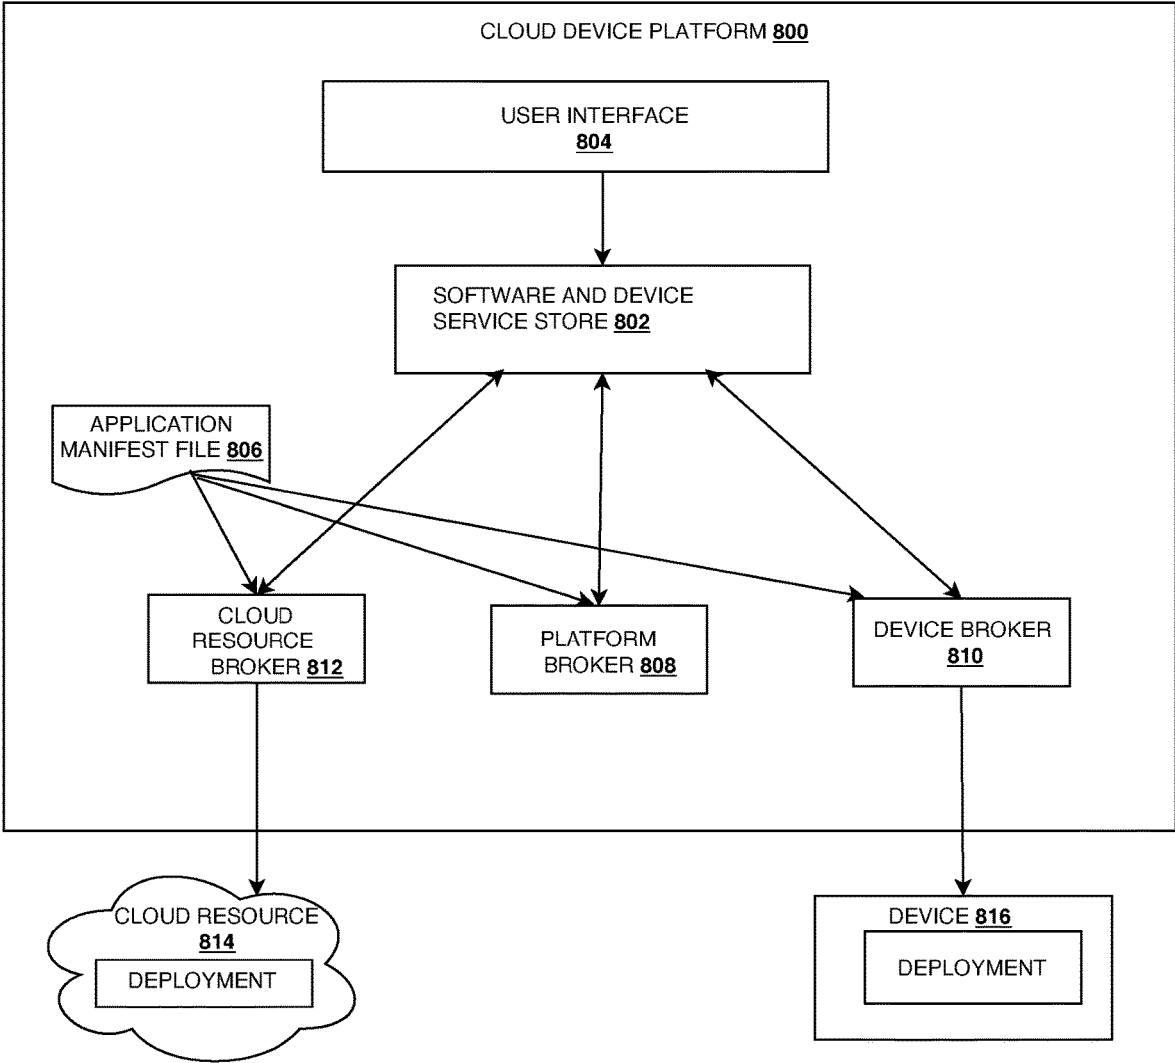 CLOUD DEVICE PLATFORM 800
USER INTERFACE
804
SOFTWARE AND DEVICE
SERVICE STORE 802
APPLICATION
MANIFEST FILE 806
CLOUD
RESOURCE
BROKER 812
PLATFORM
BROKER 808
DEVICE BROKER
810
CLOUD RESOURCE
814
DEPLOYMENT
DEVICE 816
DEPLOYMENT